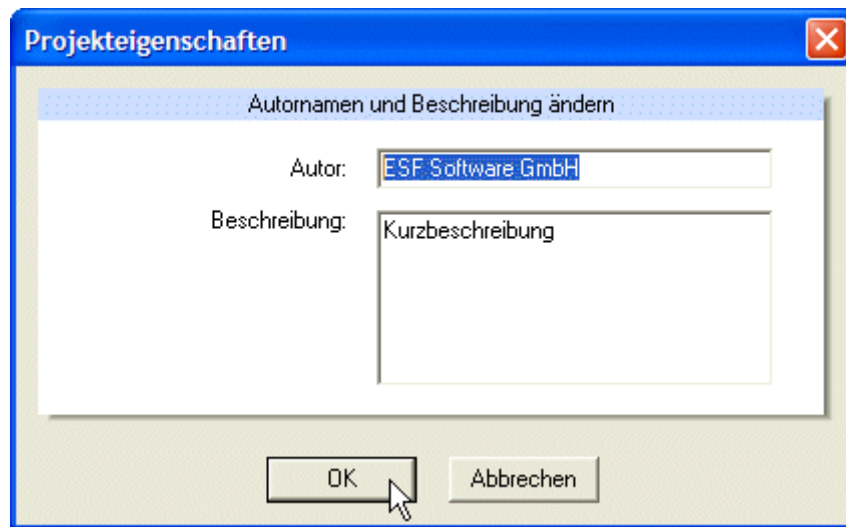 Projekteigenschaften
Autornamen und Beschreibung ändern
Autor: ESF Software GmbH
Beschreibung: Kurzbeschreibung
OK Abbrechen